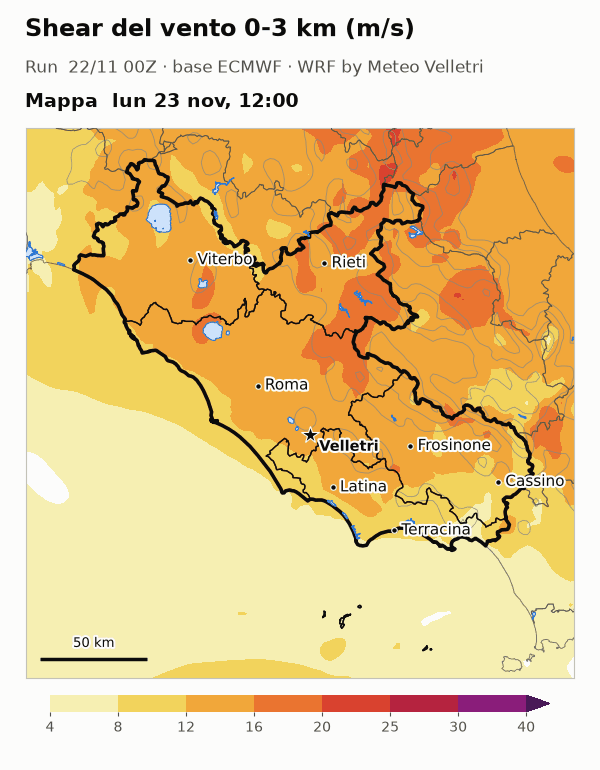 Shear del vento 0-3 km (m/s)
Run  22/11 00Z · base ECMWF · WRF by Meteo Velletri
Mappa  lun 23 nov, 12:00
Viterbo
Rieti
Roma
Velletri
Frosinone
Latina
Cassino
Terracina
50 km
4 8 12 16 20 25 30 40